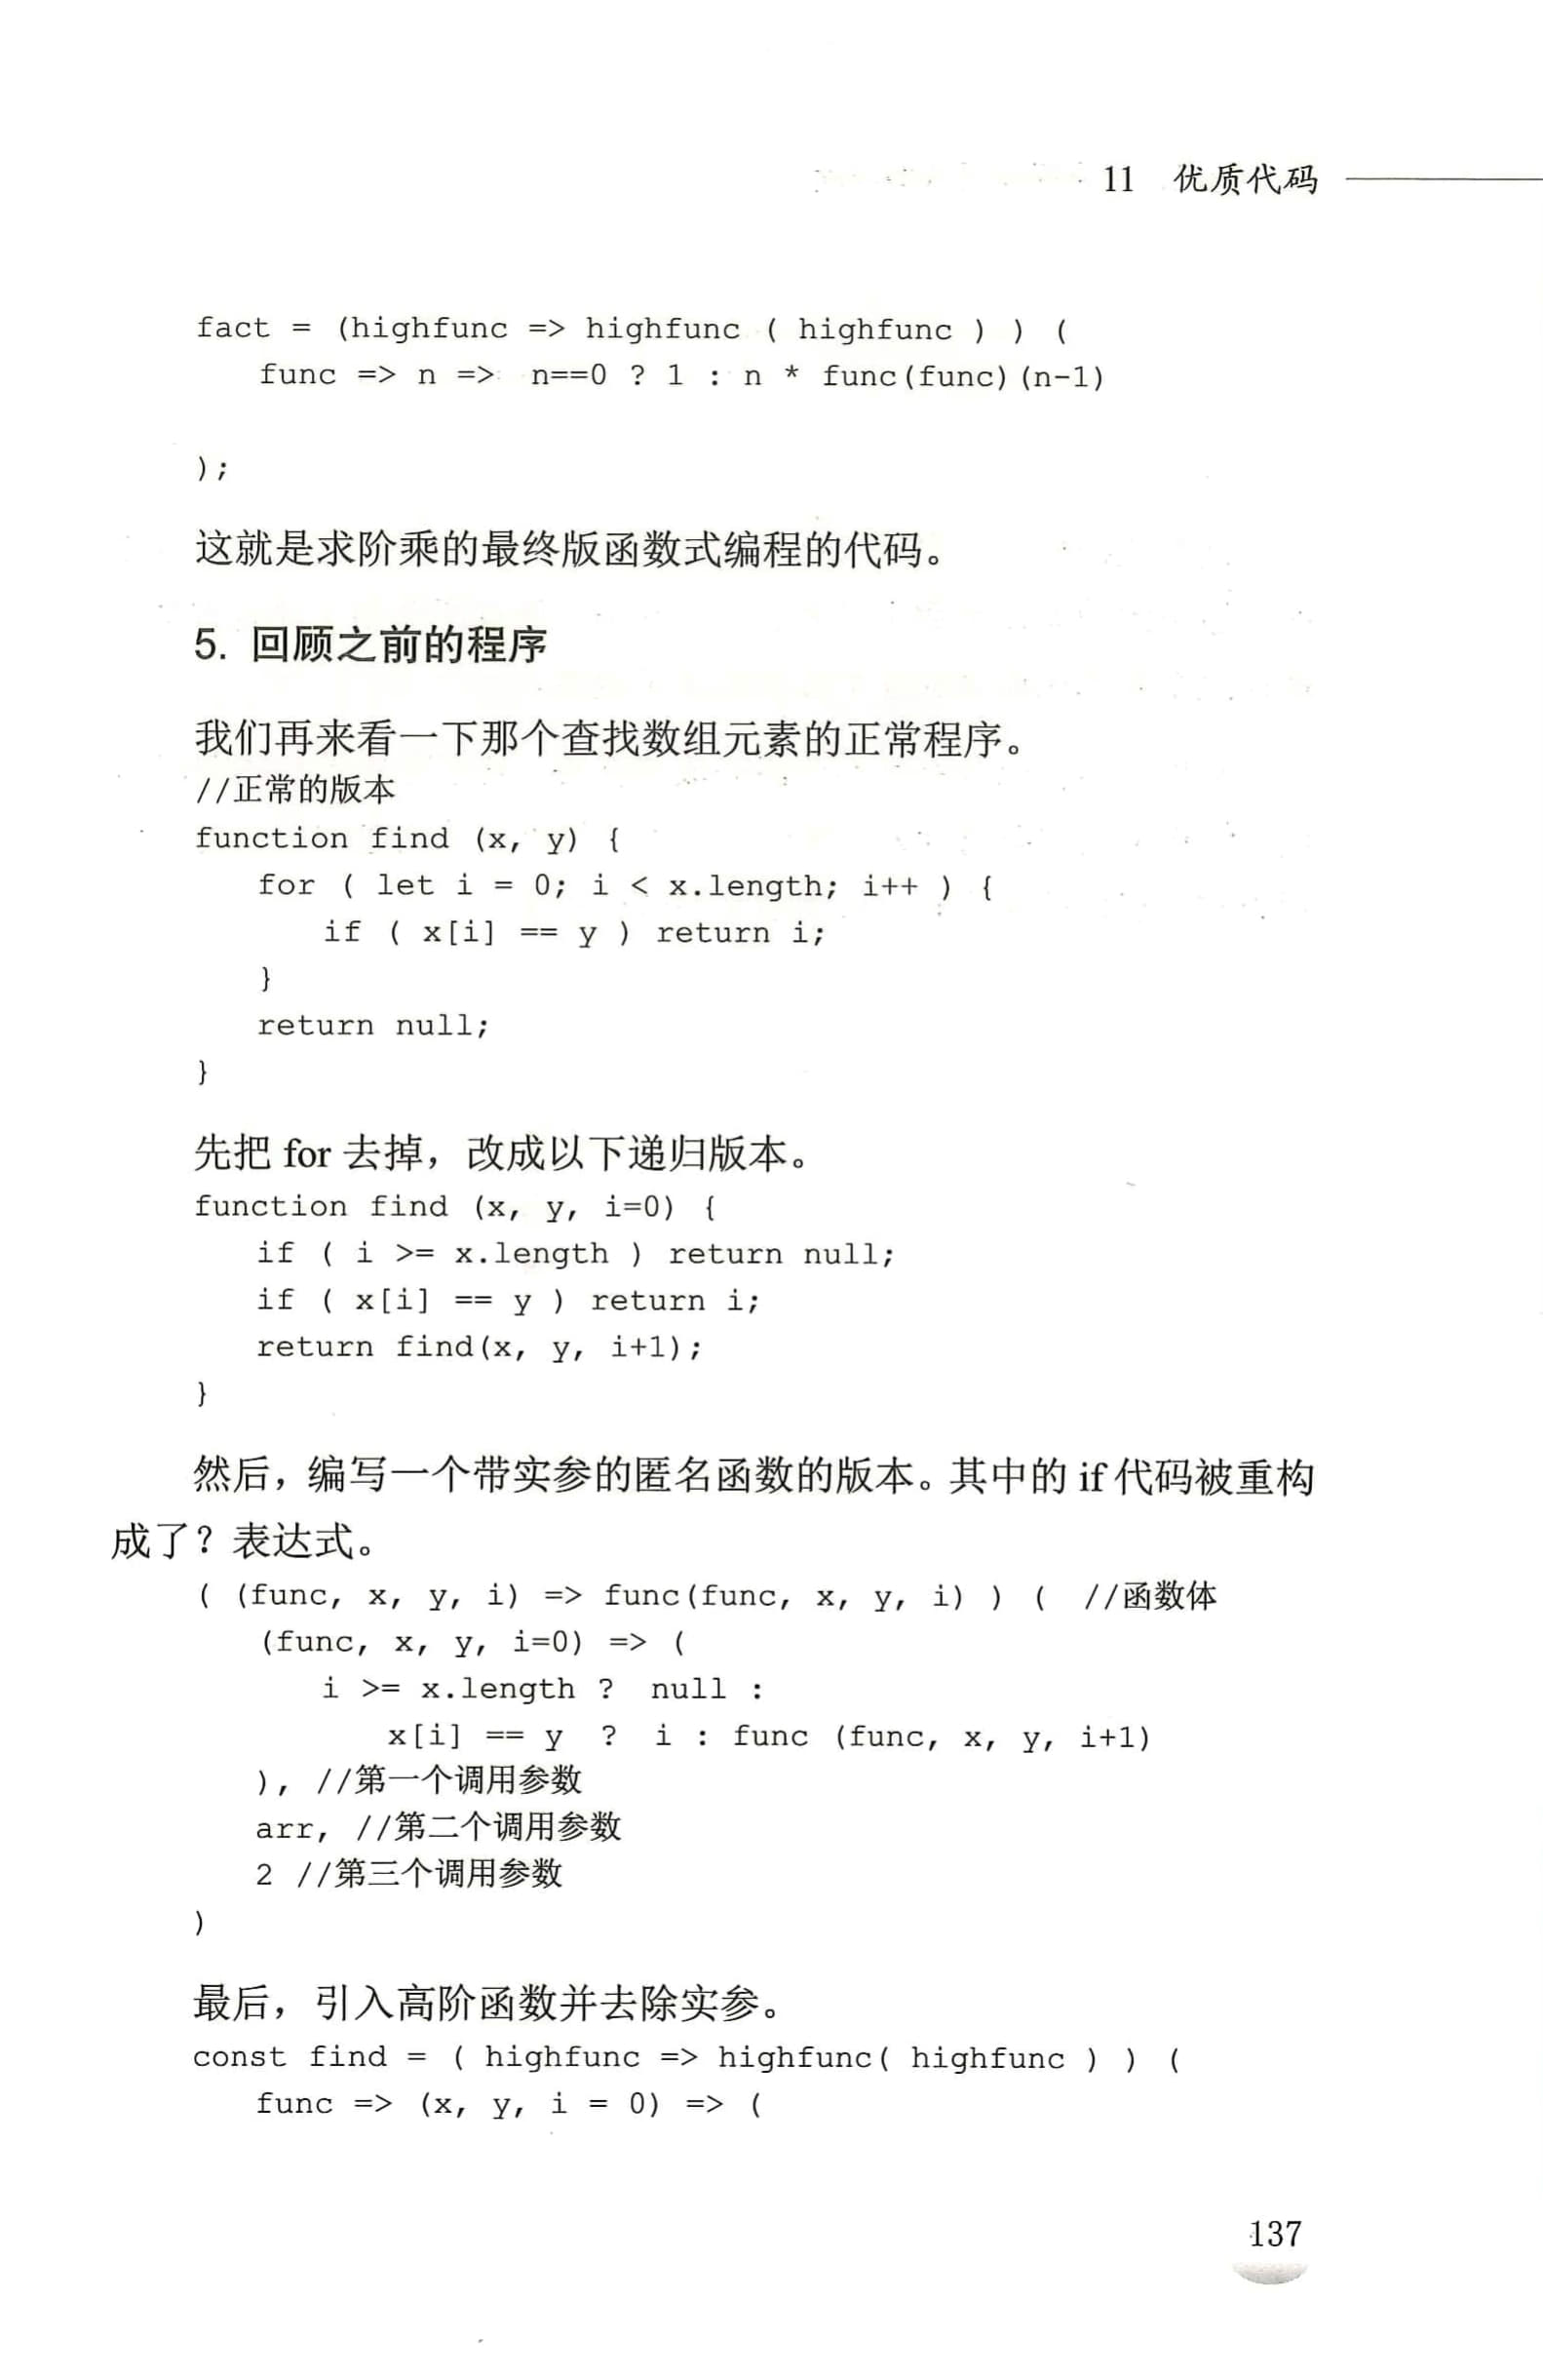 11 优质代码
fact = (highfunc => highfunc ( highfunc ) ) (
func => n => n==0 ? 1 : n * func(func)(n-1)
);
这就是求阶乘的最终版函数式编程的代码。
5. 回顾之前的程序
我们再来看一下那个查找数组元素的正常程序。
//正常的版本
function find (x, y) {
for ( let i = 0; i < x.length; i++ ) {
if ( x[i] == y ) return i;
}
return null;
}
先把 for 去掉，改成以下递归版本。
function find (x, y, i=0) {
if ( i >= x.length ) return null;
if ( x[i] == y ) return i;
return find(x, y, i+1);
}
然后，编写一个带实参的匿名函数的版本。其中的 if 代码被重构
成了？表达式。
( (func, x, y, i) => func(func, x, y, i) ) ( //函数体
(func, x, y, i=0) => (
i >= x.length ? null :
x[i] == y ? i : func (func, x, y, i+1)
), //第一个调用参数
arr, //第二个调用参数
2 //第三个调用参数
)
最后，引入高阶函数并去除实参。
const find = ( highfunc => highfunc( highfunc ) ) (
func => (x, y, i = 0) => (
137